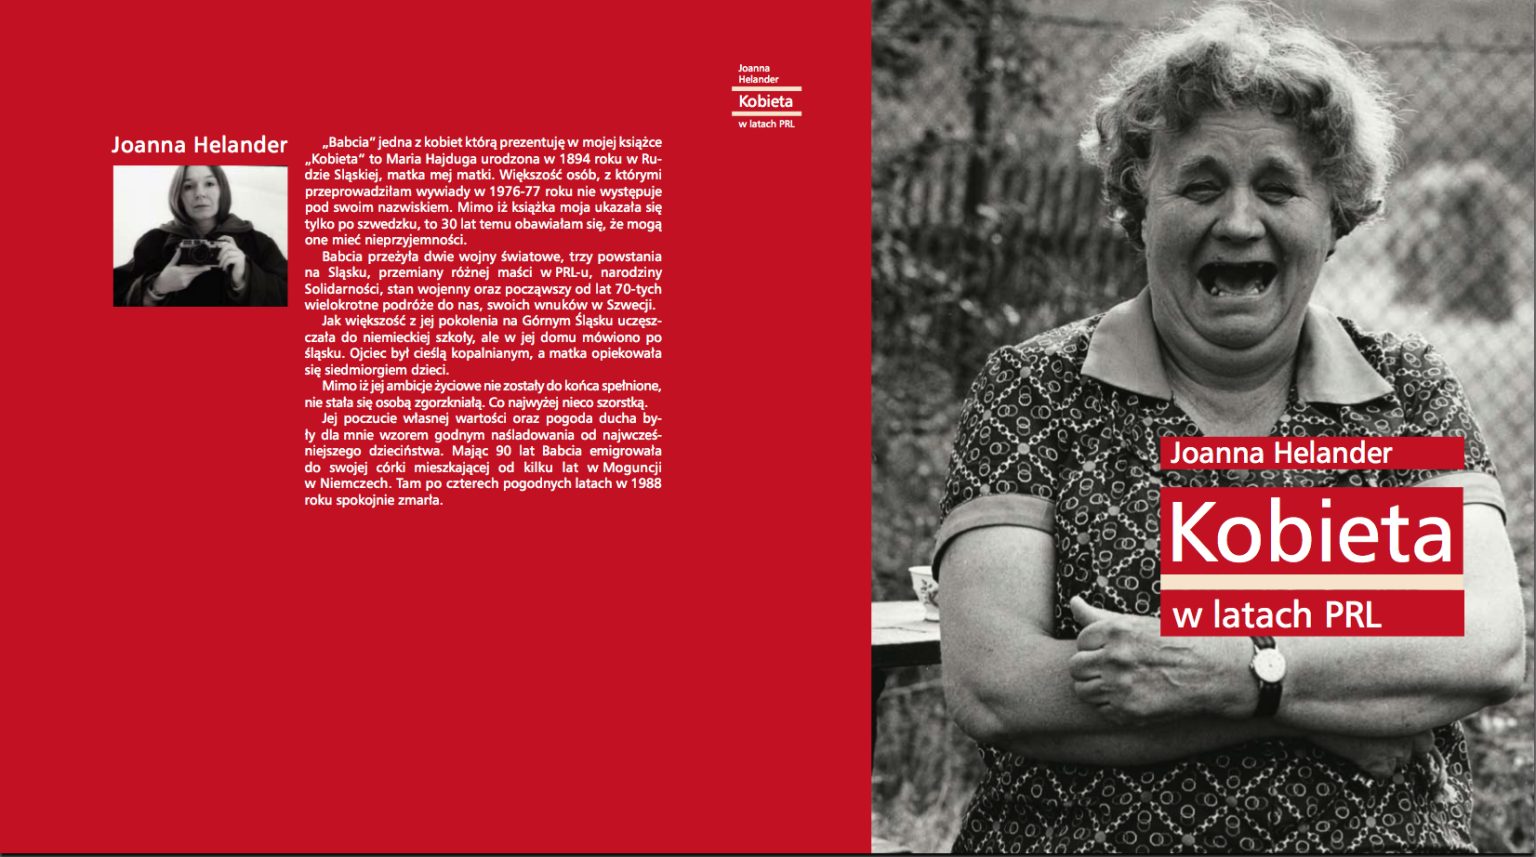 Joanna Helander
„Babcia“ jedna z kobiet którą prezentuję w mojej książce
„Kobieta“ to Maria Hajduga urodzona w 1894 roku w Ru-
dzie Sląskiej, matka mej matki. Większość osób, z którymi
przeprowadziłam wywiady w 1976-77 roku nie występuje
pod swoim nazwiskiem. Mimo iż książka moja ukazała się
tylko po szwedzku, to 30 lat temu obawiałam się, że mogą
one mieć nieprzyjemności.
Babcia przeżyła dwie wojny światowe, trzy powstania
na Sląsku, przemiany różnej maści w PRL-u, narodziny
Solidarności, stan wojenny oraz począwszy od lat 70-tych
wielokrotne podróże do nas, swoich wnuków w Szwecji.
Jak większość z jej pokolenia na Górnym Śląsku uczęsz-
czała do niemieckiej szkoły, ale w jej domu mówiono po
śląsku. Ojciec był cieślą kopalnianym, a matka opiekowała
się siedmiorgiem dzieci.
Mimo iż jej ambicje życiowe nie zostały do końca spełnione,
nie stała się osobą zgorzkniałą. Co najwyżej nieco szorstką.
Jej poczucie własnej wartości oraz pogoda ducha by-
ły dla mnie wzorem godnym naśladowania od najwcześ-
niejszego dzieciństwa. Mając 90 lat Babcia emigrowała
do swojej córki mieszkającej od kilku lat w Moguncji
w Niemczech. Tam po czterech pogodnych latach w 1988
roku spokojnie zmarła.
Joanna
Helander
Kobieta
w latach PRL
Joanna Helander
Kobieta
w latach PRL